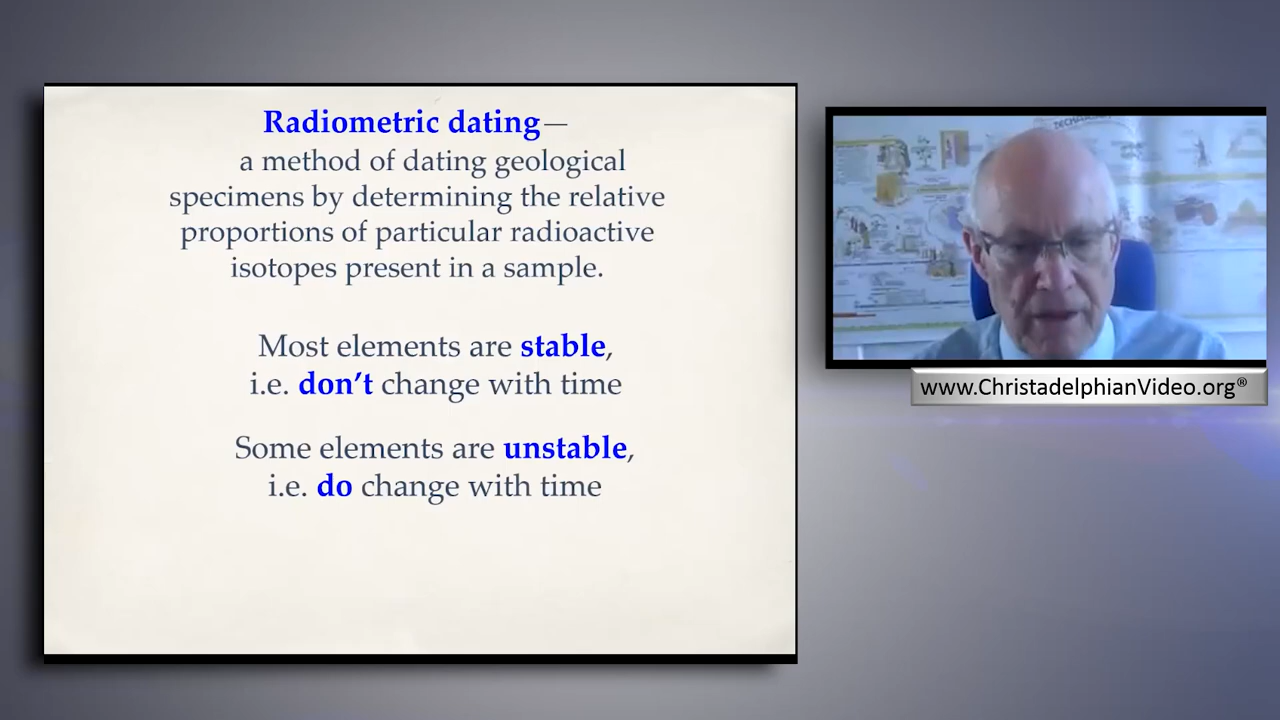 Radiometric dating—
a method of dating geological
specimens by determining the relative
proportions of particular radioactive
isotopes present in a sample.
Most elements are stable,
i.e. don't change with time
Some elements are unstable,
i.e. do change with time
www.ChristadelphianVideo.org®